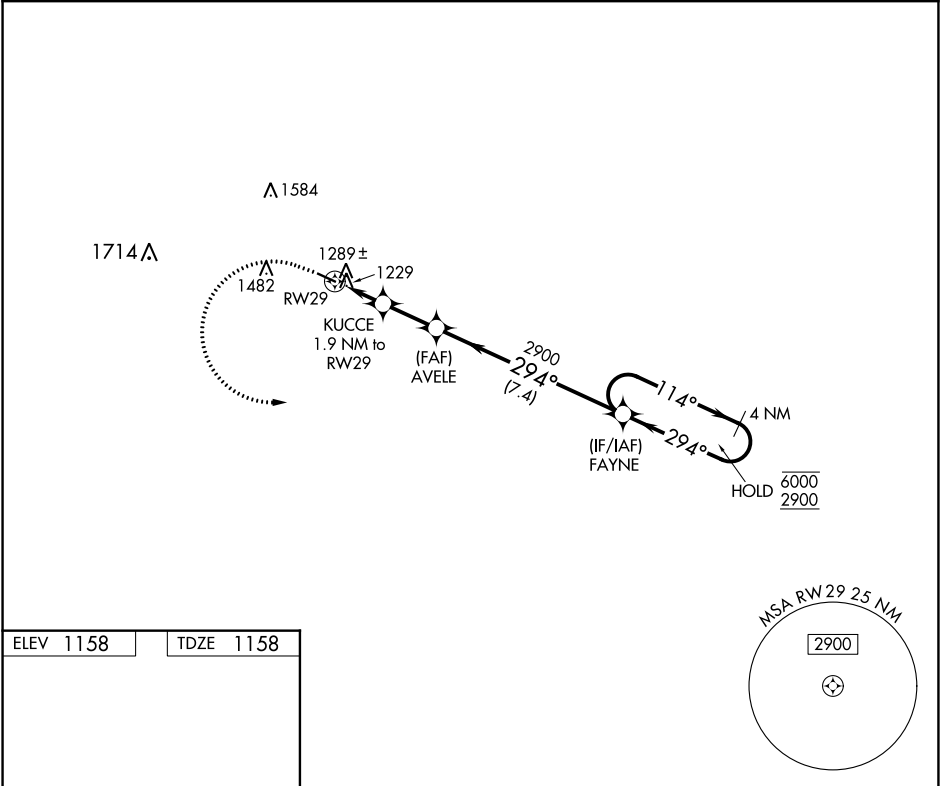 1584
1714
1289±
1229
1482
RW29
KUCCE
1.9 NM to
RW29
(FAF)
AVELE
2900
294°
(7.4)
114°
4 NM
294°
(IF/IAF)
FAYNE
HOLD
6000
2900
MSA RW29 25 NM
2900
ELEV 1158
TDZE 1158